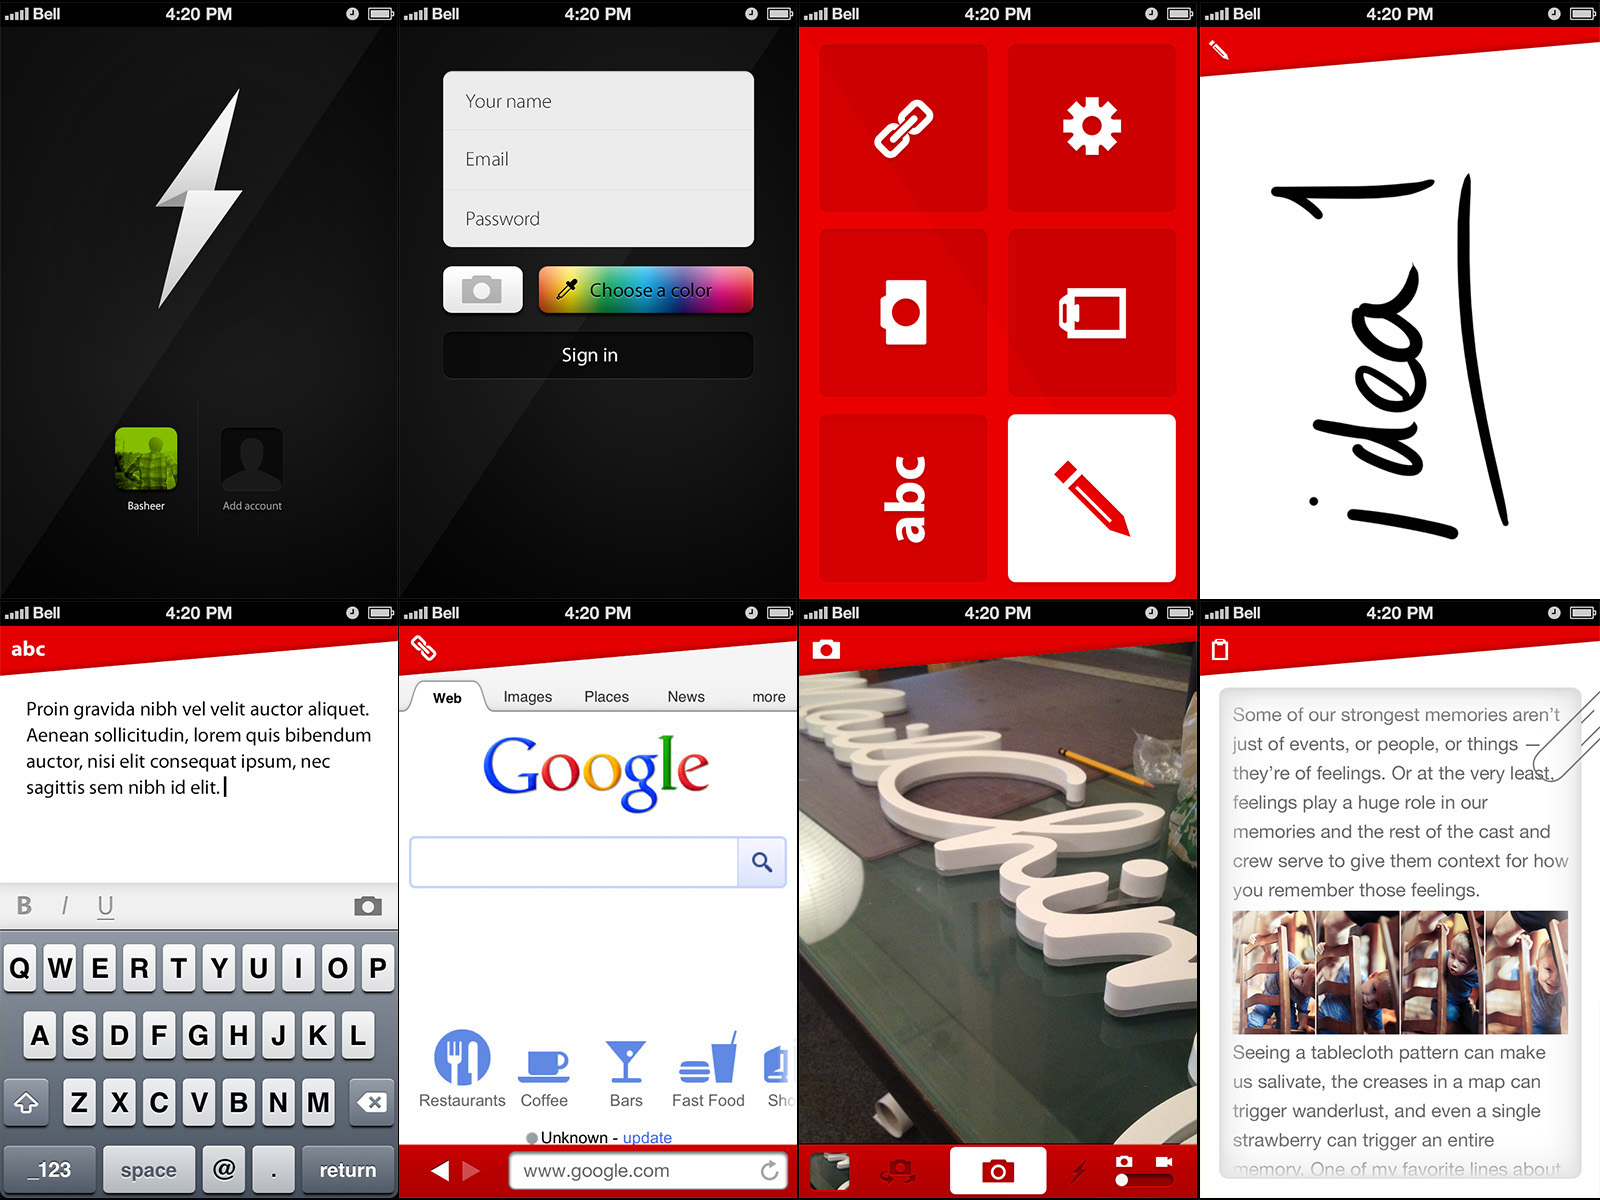 Bell 4:20 PM
Basheer
Add account
Bell 4:20 PM
Your name
Email
Password
Choose a color
Sign in
Bell 4:20 PM
abc
Bell 4:20 PM
idea 1
Bell 4:20 PM
abc
Proin gravida nibh vel velit auctor aliquet.
Aenean sollicitudin, lorem quis bibendum
auctor, nisi elit consequat ipsum, nec
sagittis sem nibh id elit.
B I U
Q W E R T Y U I O P
A S D F G H J K L
Z X C V B N M
_123 space @ . return
Bell 4:20 PM
Web Images Places News more
Google
Restaurants Coffee Bars Fast Food Sho
Unknown - update
www.google.com
Bell 4:20 PM
Bell 4:20 PM
Some of our strongest memories aren't
just of events, or people, or things —
they're of feelings. Or at the very least,
feelings play a huge role in our
memories and the rest of the cast and
crew serve to give them context for how
you remember those feelings.
Seeing a tablecloth pattern can make
us salivate, the creases in a map can
trigger wanderlust, and even a single
strawberry can trigger an entire
memory. One of my favorite lines about